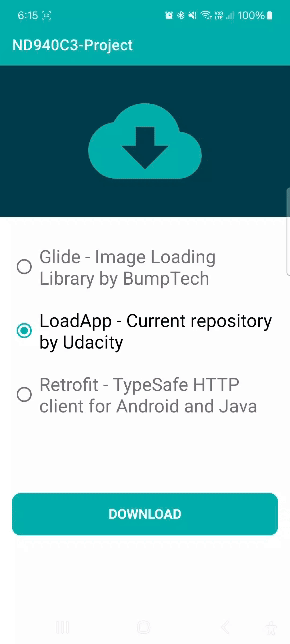 6:15 100%
ND940C3-Project
Glide - Image Loading
Library by BumpTech
LoadApp - Current repository
by Udacity
Retrofit - TypeSafe HTTP
client for Android and Java
DOWNLOAD